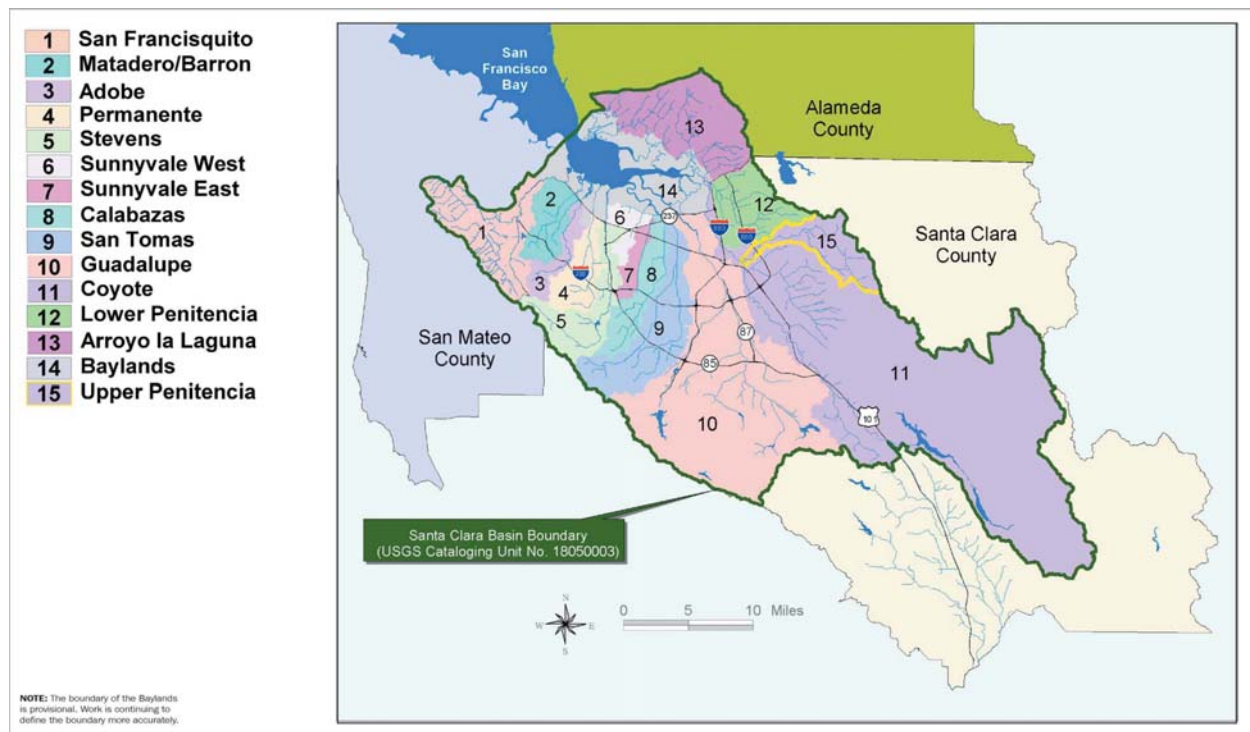 1 San Francisquito
2 Matadero/Barron
3 Adobe
4 Permanente
5 Stevens
6 Sunnyvale West
7 Sunnyvale East
8 Calabazas
9 San Tomas
10 Guadalupe
11 Coyote
12 Lower Penitencia
13 Arroyo la Laguna
14 Baylands
15 Upper Penitencia
San
Francisco
Bay
Alameda
County
13
14
12
2
237
6
15
1
Santa Clara
County
3
4
7
8
5
9
San Mateo
County
87
85
11
10
101
Santa Clara Basin Boundary
(USGS Cataloging Unit No. 18050003)
N
W E
S
0 5 10 Miles
NOTE: The boundary of the Baylands
is provisional. Work is continuing to
define the boundary more accurately.